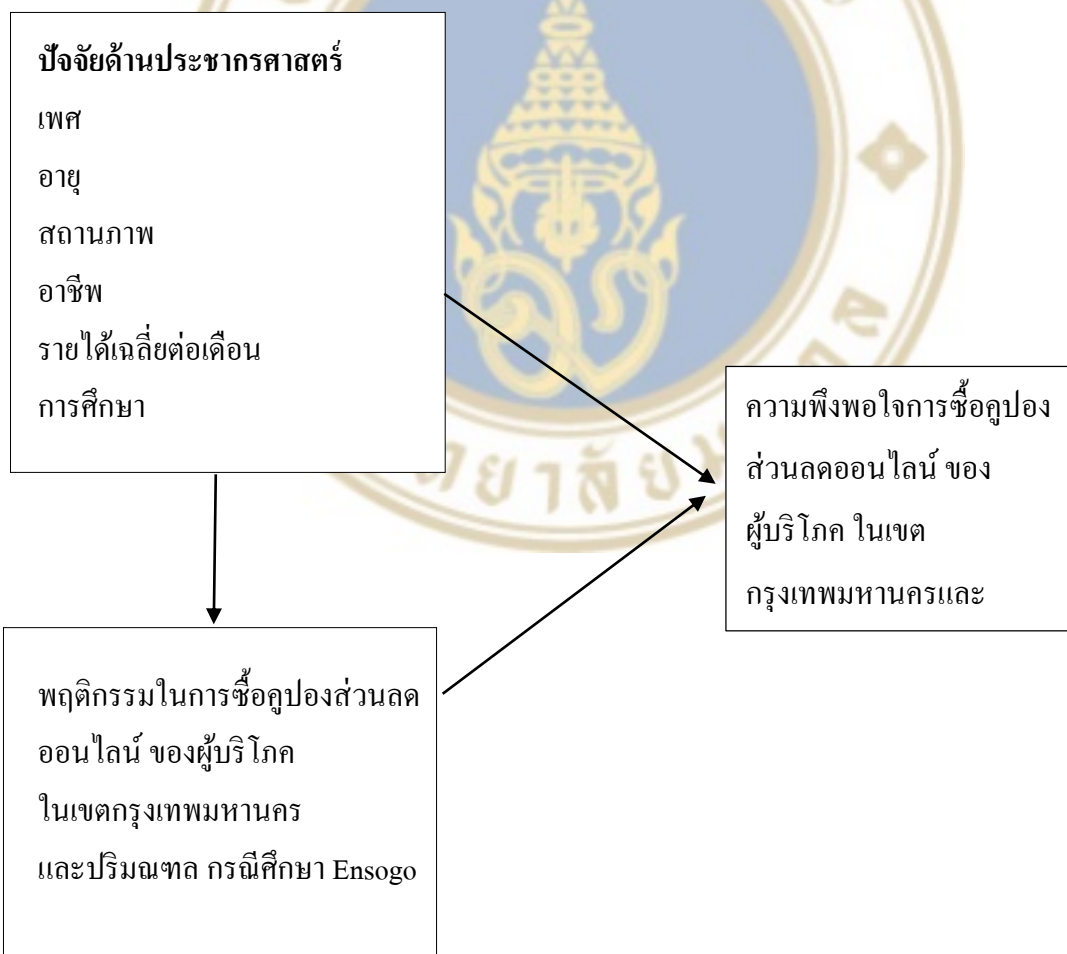 ปัจจัยด้านประชากรศาสตร์
เพศ
อายุ
สถานภาพ
อาชีพ
รายได้เฉลี่ยต่อเดือน
การศึกษา
ความพึงพอใจการซื้อคูปอง
ส่วนลดออนไลน์ ของ
ผู้บริโภค ในเขต
กรุงเทพมหานครและ
พฤติกรรมในการซื้อคูปองส่วนลด
ออนไลน์ ของผู้บริโภค
ในเขตกรุงเทพมหานคร
และปริมณฑล กรณีศึกษา Ensogo